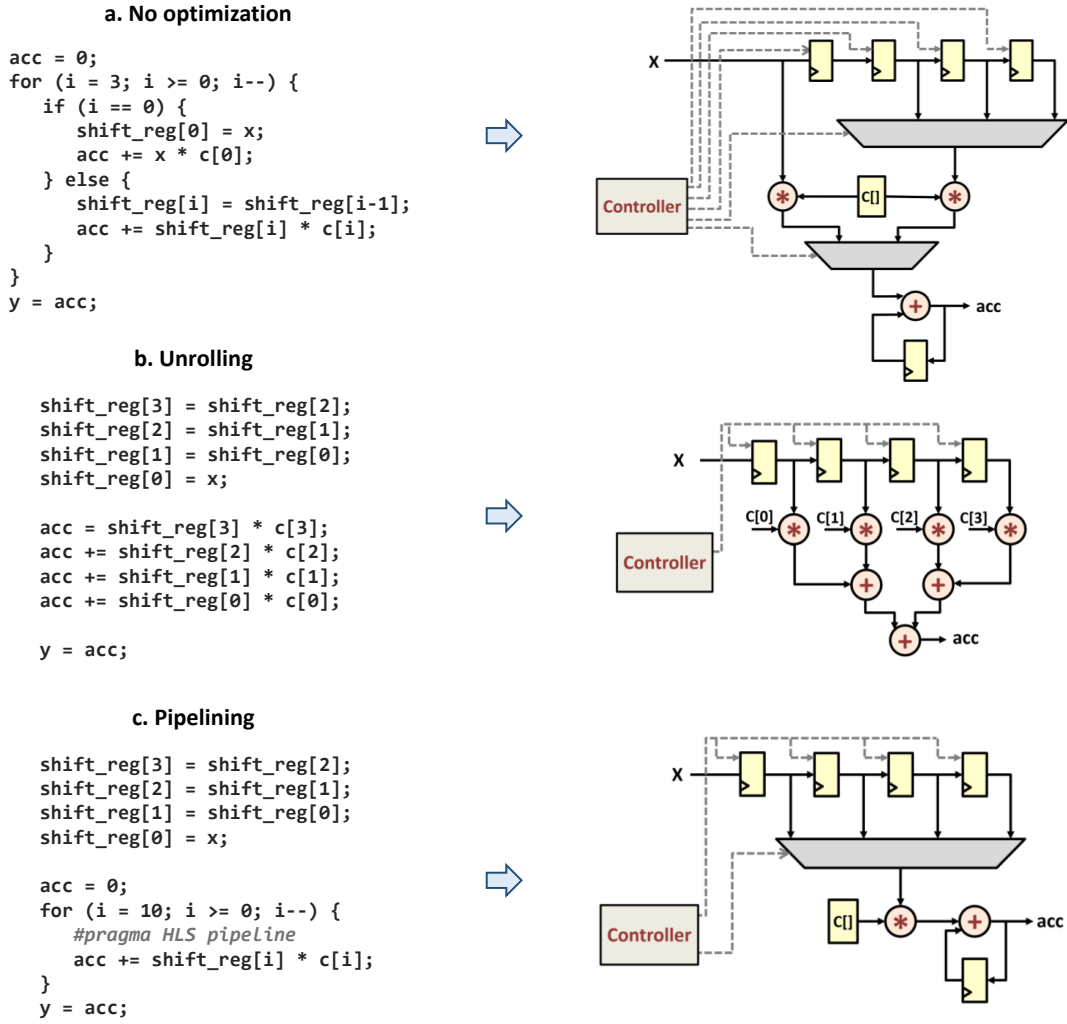 a. No optimization
acc = 0;
for (i = 3; i >= 0; i--) {
   if (i == 0) {
      shift_reg[0] = x;
      acc += x * c[0];
   } else {
      shift_reg[i] = shift_reg[i-1];
      acc += shift_reg[i] * c[i];
   }
}
y = acc;
X
Controller
*
C[]
*
+
acc
b. Unrolling
shift_reg[3] = shift_reg[2];
shift_reg[2] = shift_reg[1];
shift_reg[1] = shift_reg[0];
shift_reg[0] = x;
acc = shift_reg[3] * c[3];
acc += shift_reg[2] * c[2];
acc += shift_reg[1] * c[1];
acc += shift_reg[0] * c[0];
y = acc;
X
C[0] * C[1] * C[2] * C[3] *
Controller
+ +
+ acc
c. Pipelining
shift_reg[3] = shift_reg[2];
shift_reg[2] = shift_reg[1];
shift_reg[1] = shift_reg[0];
shift_reg[0] = x;
acc = 0;
for (i = 10; i >= 0; i--) {
   #pragma HLS pipeline
   acc += shift_reg[i] * c[i];
}
y = acc;
X
Controller
C[] * + acc